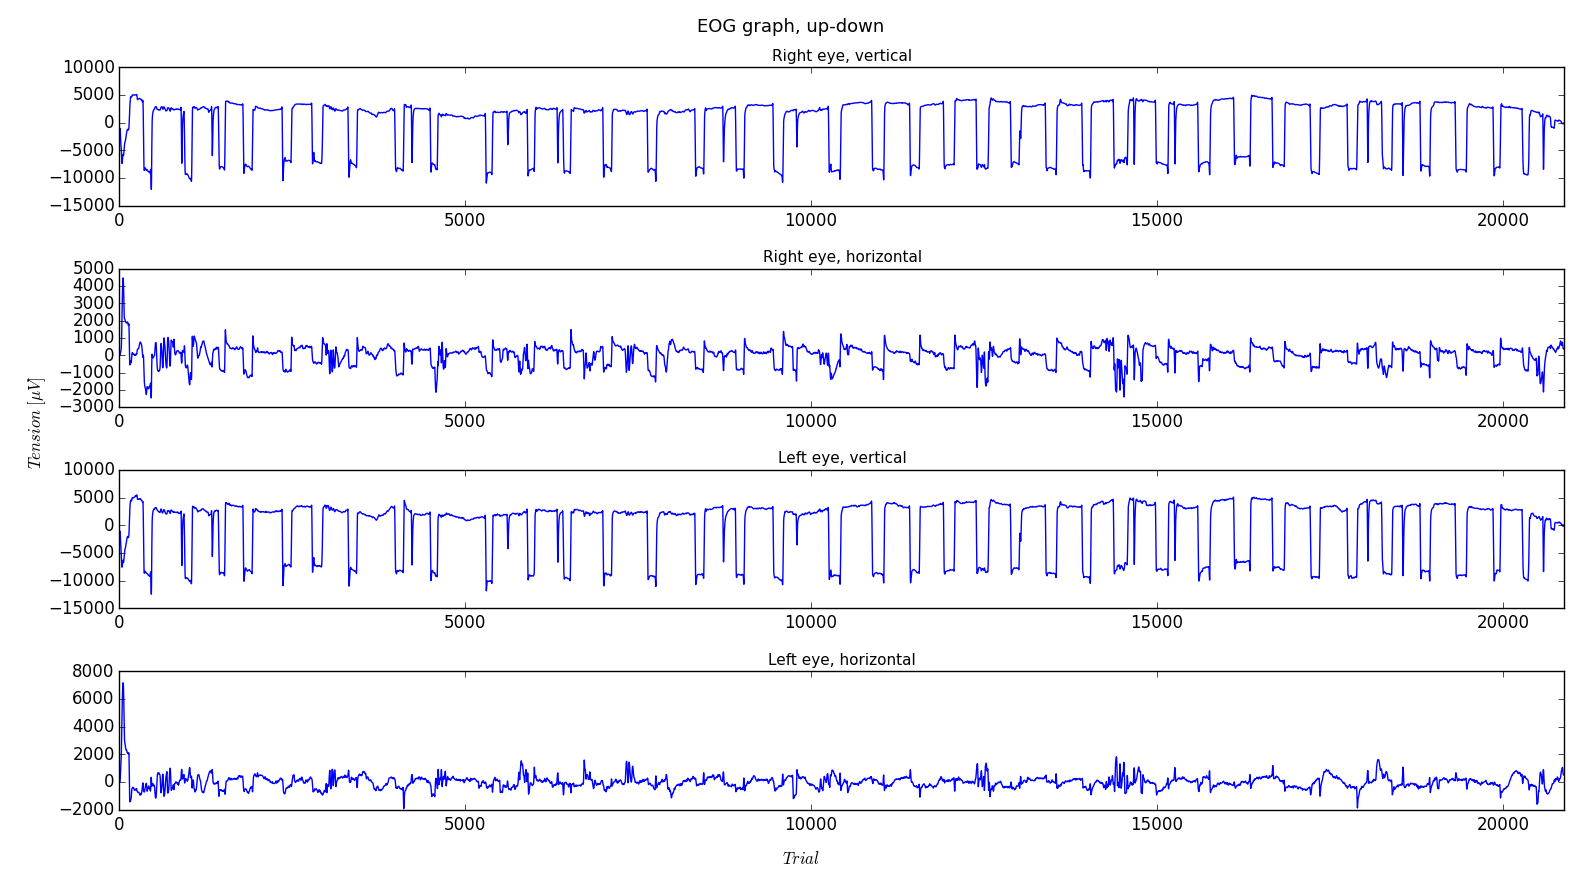 EOG graph, up-down
Right eye, vertical
10000
5000
0
−5000
−10000
−15000
0 5000 10000 15000 20000
Right eye, horizontal
5000
4000
3000
2000
1000
0
−1000
−2000
−3000
0 5000 10000 15000 20000
Tension [μV]
Left eye, vertical
10000
5000
0
−5000
−10000
−15000
0 5000 10000 15000 20000
Left eye, horizontal
8000
6000
4000
2000
0
−2000
0 5000 10000 15000 20000
Trial